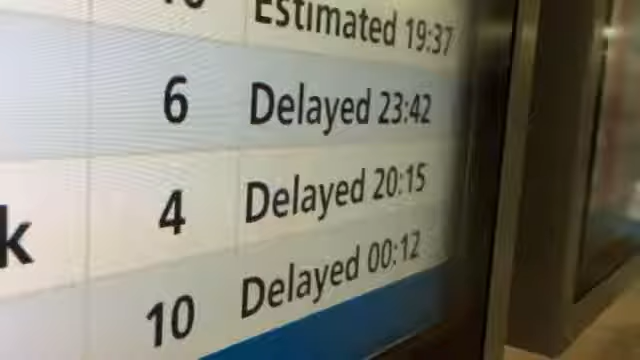 Estimated 19:37
6 Delayed 23:42
4 Delayed 20:15
k
10 Delayed 00:12